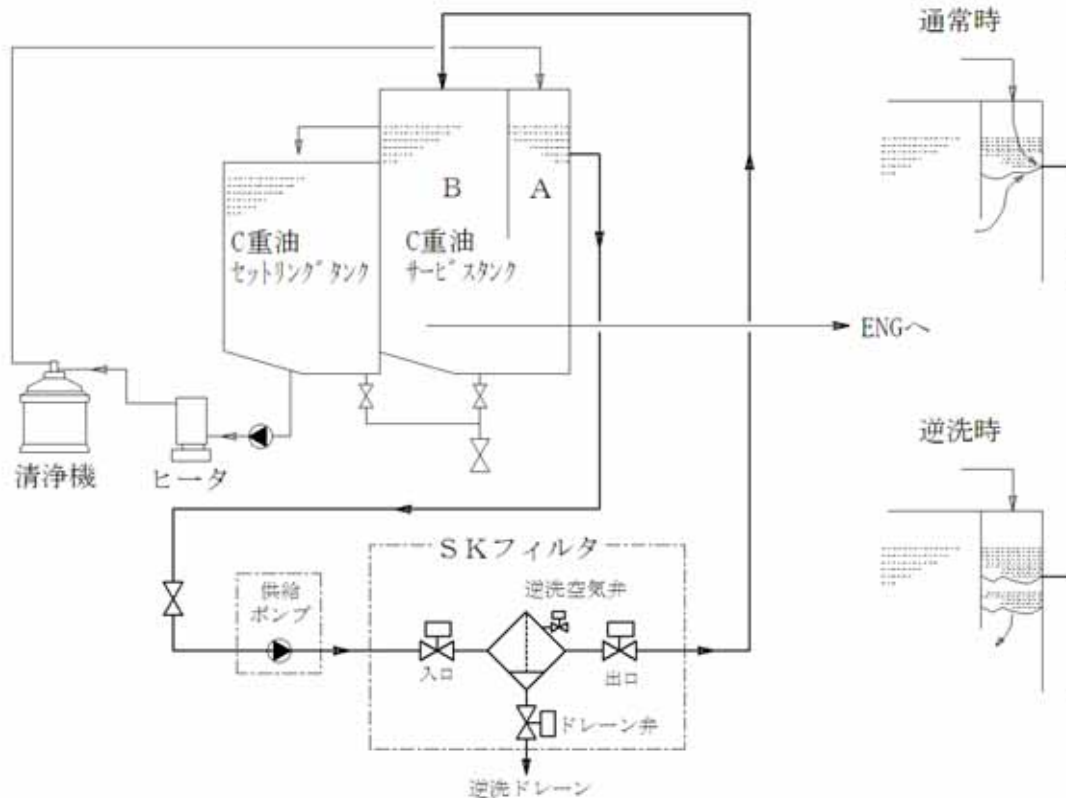 通常時
B
A
C重油
セットリングタンク
C重油
サービスタンク
ENGへ
清浄機
ヒータ
逆洗時
SKフィルタ
供給
ポンプ
逆洗空気弁
入口
出口
ドレーン弁
逆洗ドレーン